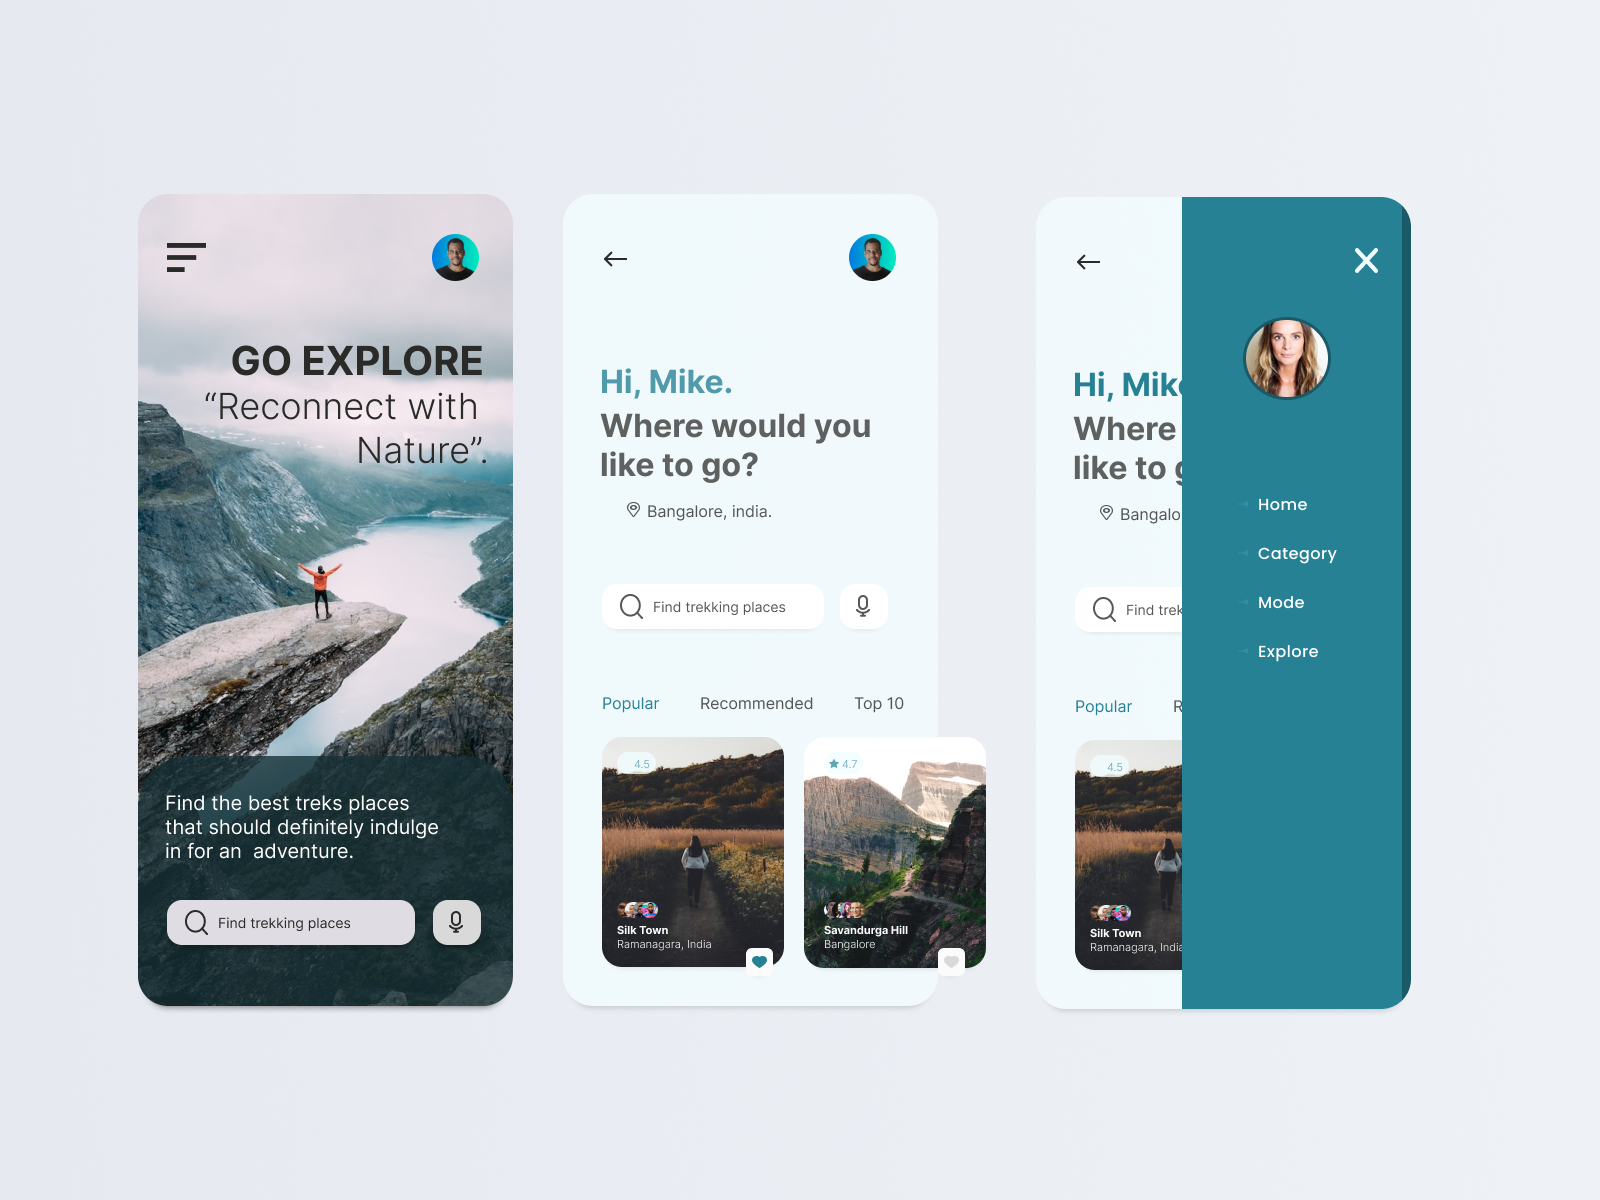 GO EXPLORE
“Reconnect with
Nature”.
Find the best treks places
that should definitely indulge
in for an  adventure.
Find trekking places
Hi, Mike.
Where would you
like to go?
Bangalore, india.
Find trekking places
Popular
Recommended
Top 10
4.5
4.7
Silk Town
Ramanagara, India
Savandurga Hill
Bangalore
Hi, Mike
Where
like to g
Bangalo
Find trek
Popular
R
4.5
Silk Town
Ramanagara, India
Home
Category
Mode
Explore